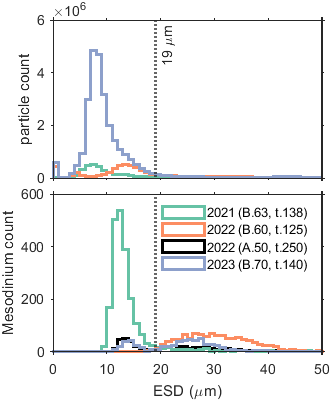 ×10⁶
6
4
2
0
particle count
19 μm
600
400
200
0
Mesodinium count
2021 (B.63, t.138)
2022 (B.60, t.125)
2022 (A.50, t.250)
2023 (B.70, t.140)
0 10 20 30 40 50
ESD (μm)